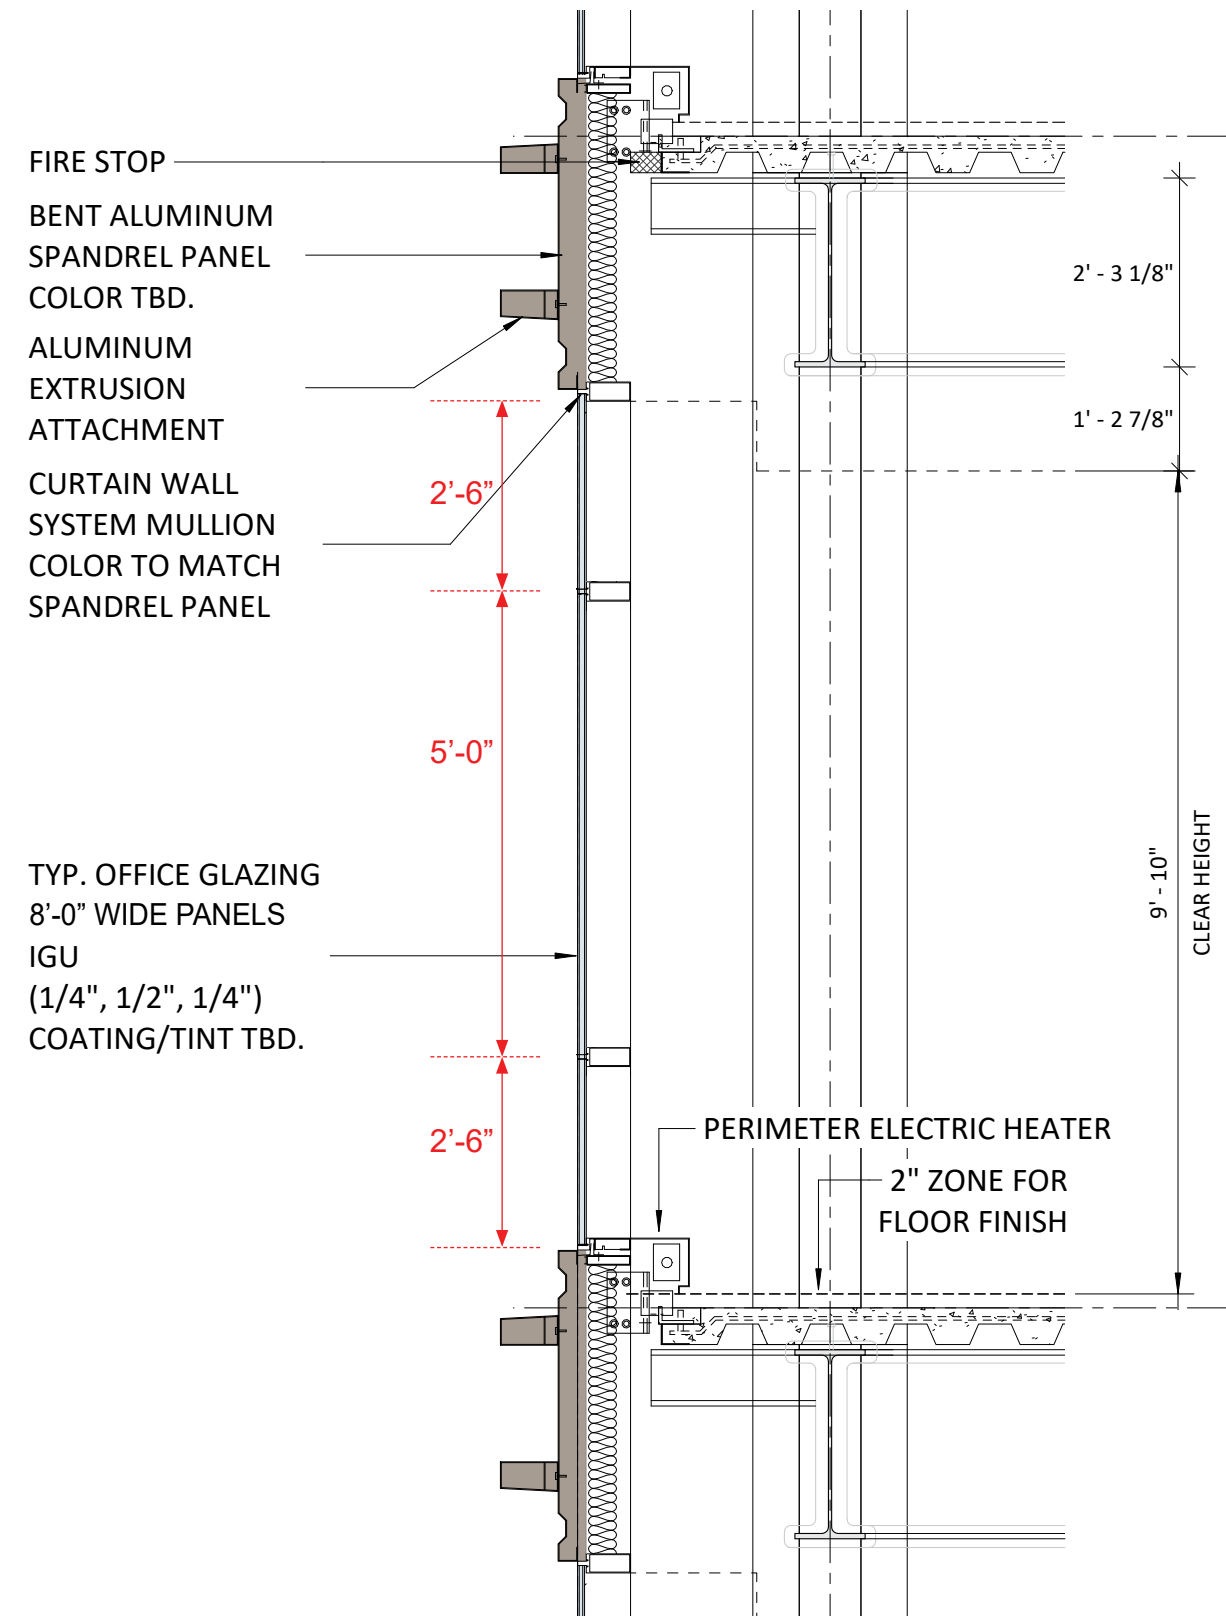 FIRE STOP
BENT ALUMINUM
SPANDREL PANEL
COLOR TBD.
ALUMINUM
EXTRUSION
ATTACHMENT
CURTAIN WALL
SYSTEM MULLION
COLOR TO MATCH
SPANDREL PANEL
TYP. OFFICE GLAZING
8’-0” WIDE PANELS
IGU
(1/4", 1/2", 1/4")
COATING/TINT TBD.
2’-6”
5’-0”
2’-6”
2' - 3 1/8"
1' - 2 7/8"
9' - 10"
CLEAR HEIGHT
PERIMETER ELECTRIC HEATER
2" ZONE FOR
FLOOR FINISH